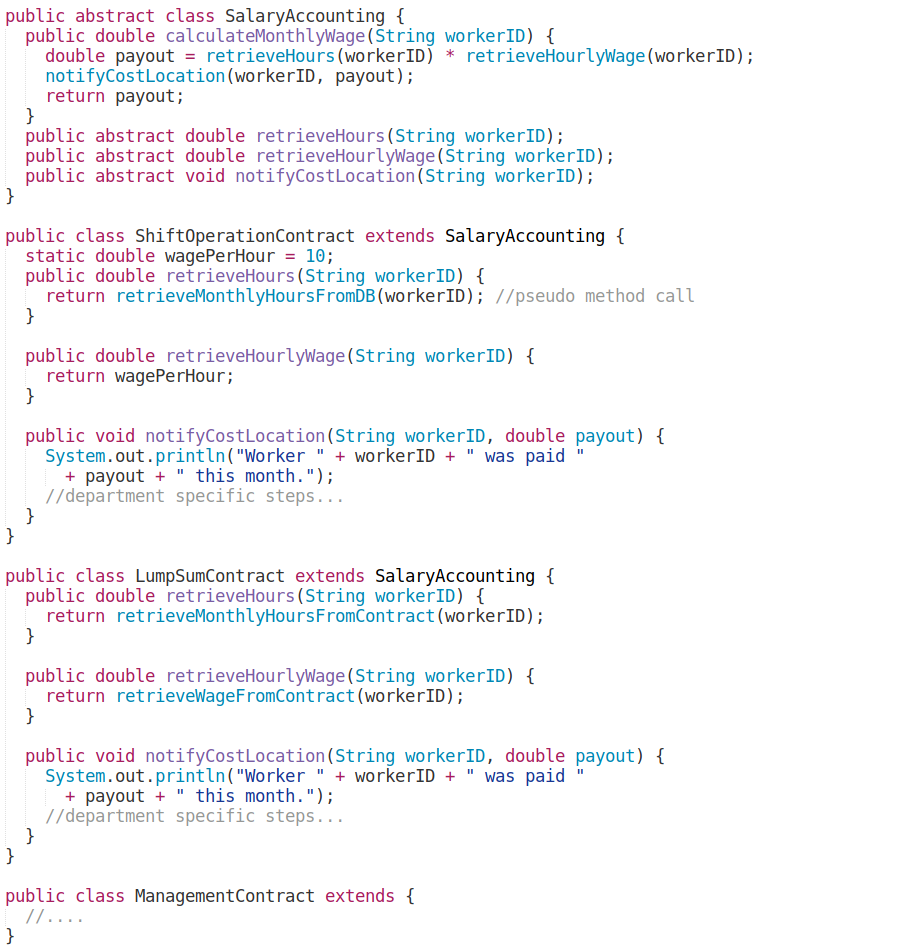 public abstract class SalaryAccounting {
  public double calculateMonthlyWage(String workerID) {
    double payout = retrieveHours(workerID) * retrieveHourlyWage(workerID);
    notifyCostLocation(workerID, payout);
    return payout;
  }
  public abstract double retrieveHours(String workerID);
  public abstract double retrieveHourlyWage(String workerID);
  public abstract void notifyCostLocation(String workerID);
}

public class ShiftOperationContract extends SalaryAccounting {
  static double wagePerHour = 10;
  public double retrieveHours(String workerID) {
    return retrieveMonthlyHoursFromDB(workerID); //pseudo method call
  }

  public double retrieveHourlyWage(String workerID) {
    return wagePerHour;
  }

  public void notifyCostLocation(String workerID, double payout) {
    System.out.println("Worker " + workerID + " was paid "
      + payout + " this month.");
    //department specific steps...
  }
}

public class LumpSumContract extends SalaryAccounting {
  public double retrieveHours(String workerID) {
    return retrieveMonthlyHoursFromContract(workerID);
  }

  public double retrieveHourlyWage(String workerID) {
    return retrieveWageFromContract(workerID);
  }

  public void notifyCostLocation(String workerID, double payout) {
    System.out.println("Worker " + workerID + " was paid "
      + payout + " this month.");
    //department specific steps...
  }
}

public class ManagementContract extends {
  //....
}